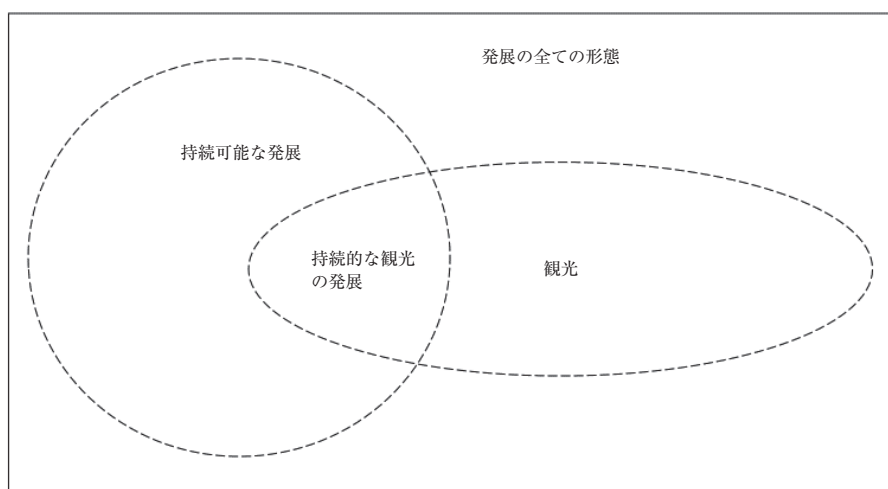 発展の全ての形態
持続可能な発展
持続的な観光
の発展
観光